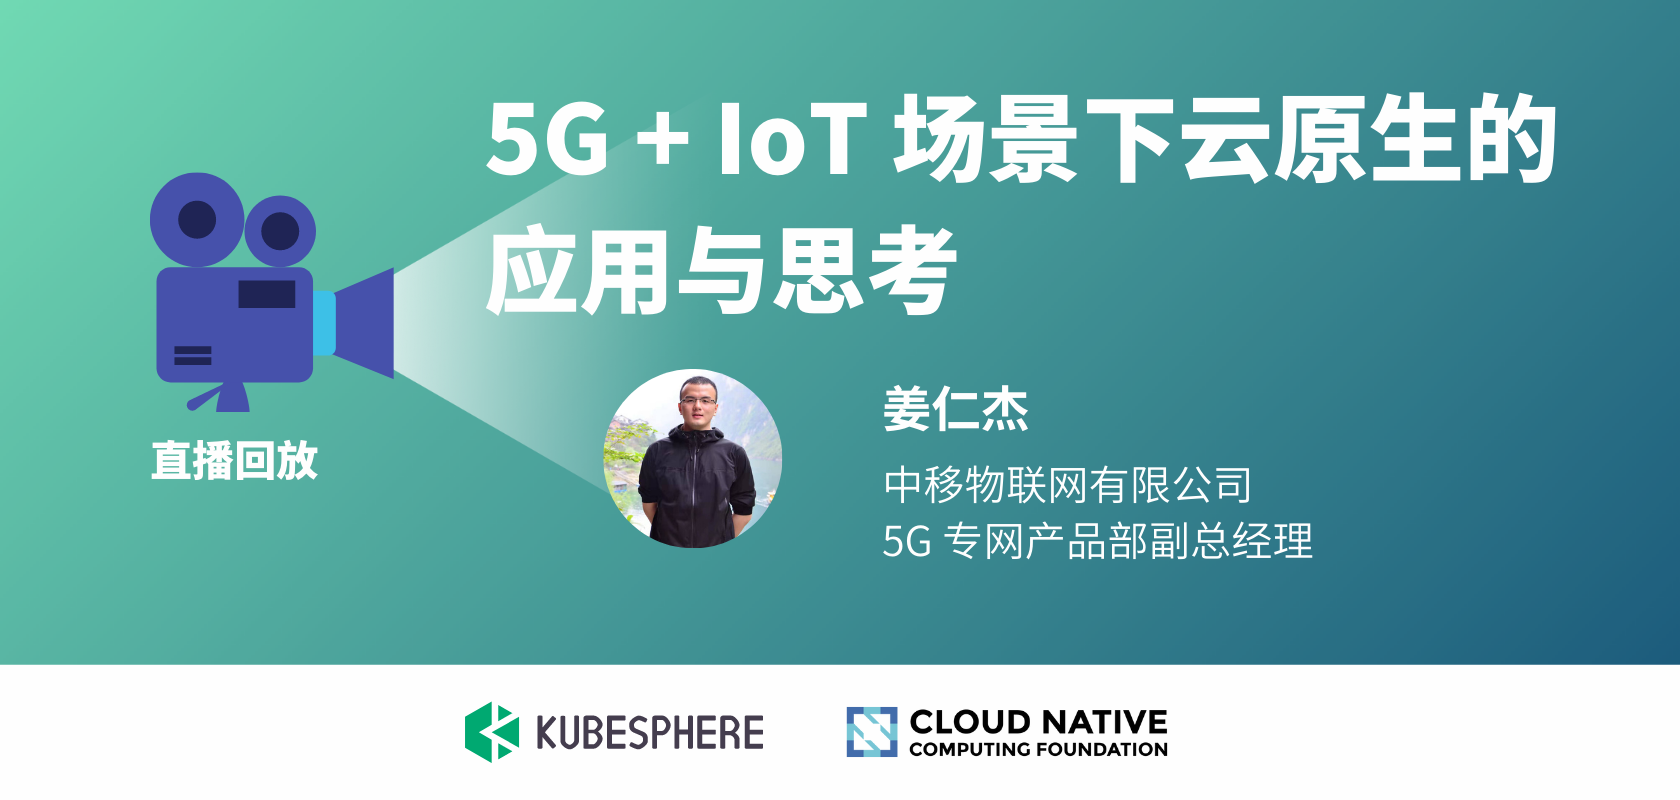 5G + IoT 场景下云原生的
应用与思考
直播回放
姜仁杰
中移物联网有限公司
5G 专网产品部副总经理
KUBESPHERE
CLOUD NATIVE
COMPUTING FOUNDATION